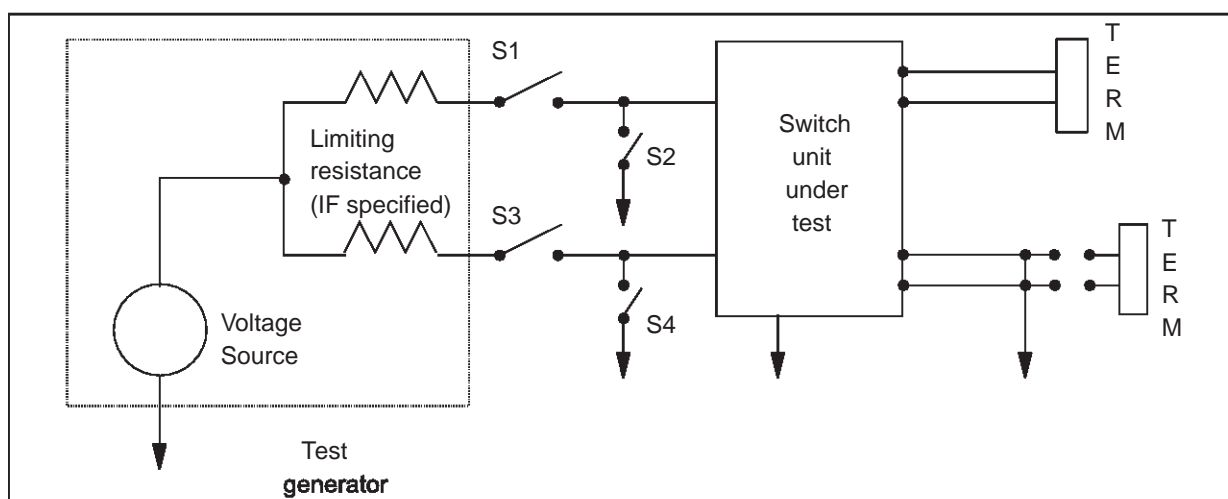 S1
Limiting
resistance
(IF specified)
S2
S3
S4
Voltage
Source
Test
generator
Switch
unit
under
test
T
E
R
M
T
E
R
M